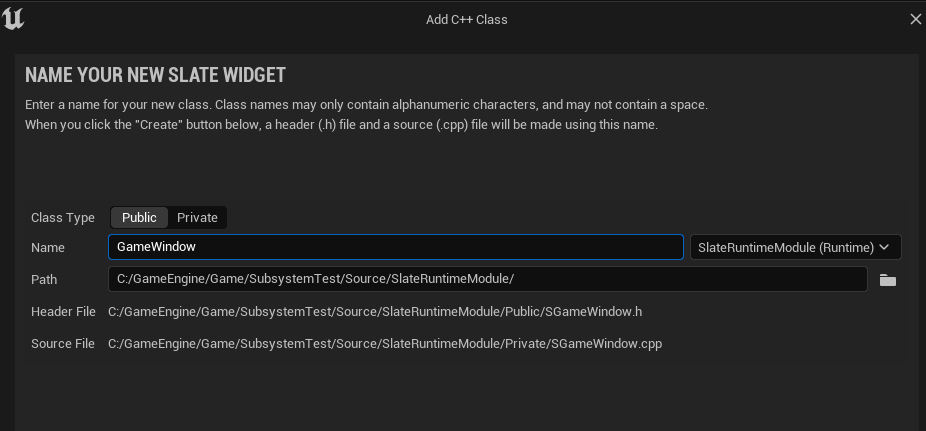 Add C++ Class
NAME YOUR NEW SLATE WIDGET
Enter a name for your new class. Class names may only contain alphanumeric characters, and may not contain a space.
When you click the "Create" button below, a header (.h) file and a source (.cpp) file will be made using this name.
Class Type Public Private
Name GameWindow SlateRuntimeModule (Runtime)
Path C:/GameEngine/Game/SubsystemTest/Source/SlateRuntimeModule/
Header File C:/GameEngine/Game/SubsystemTest/Source/SlateRuntimeModule/Public/SGameWindow.h
Source File C:/GameEngine/Game/SubsystemTest/Source/SlateRuntimeModule/Private/SGameWindow.cpp